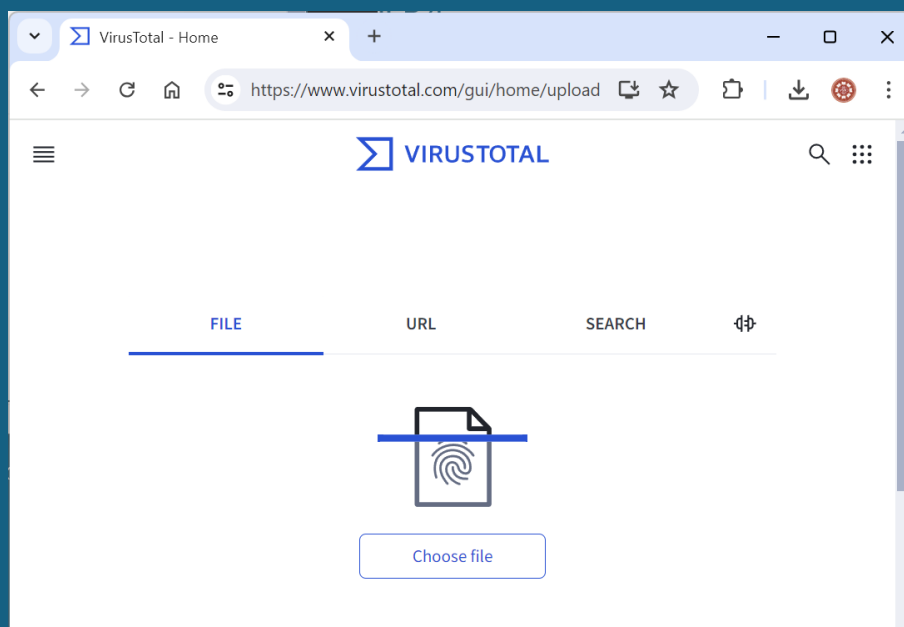 VirusTotal - Home
https://www.virustotal.com/gui/home/upload
VIRUSTOTAL
FILE URL SEARCH
Choose file